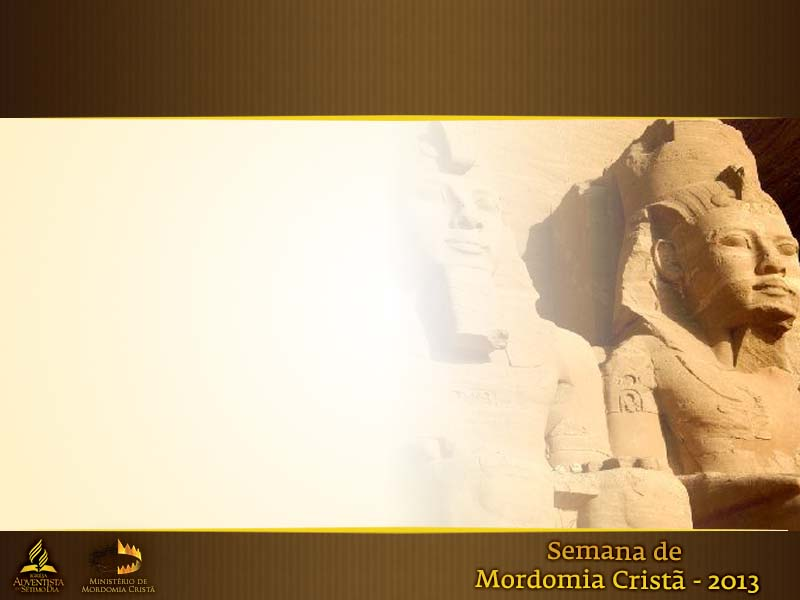 IGREJA
ADVENTISTA
DO SÉTIMO DIA
MINISTÉRIO DE
MORDOMIA CRISTÃ
Semana de
Mordomia Cristã - 2013